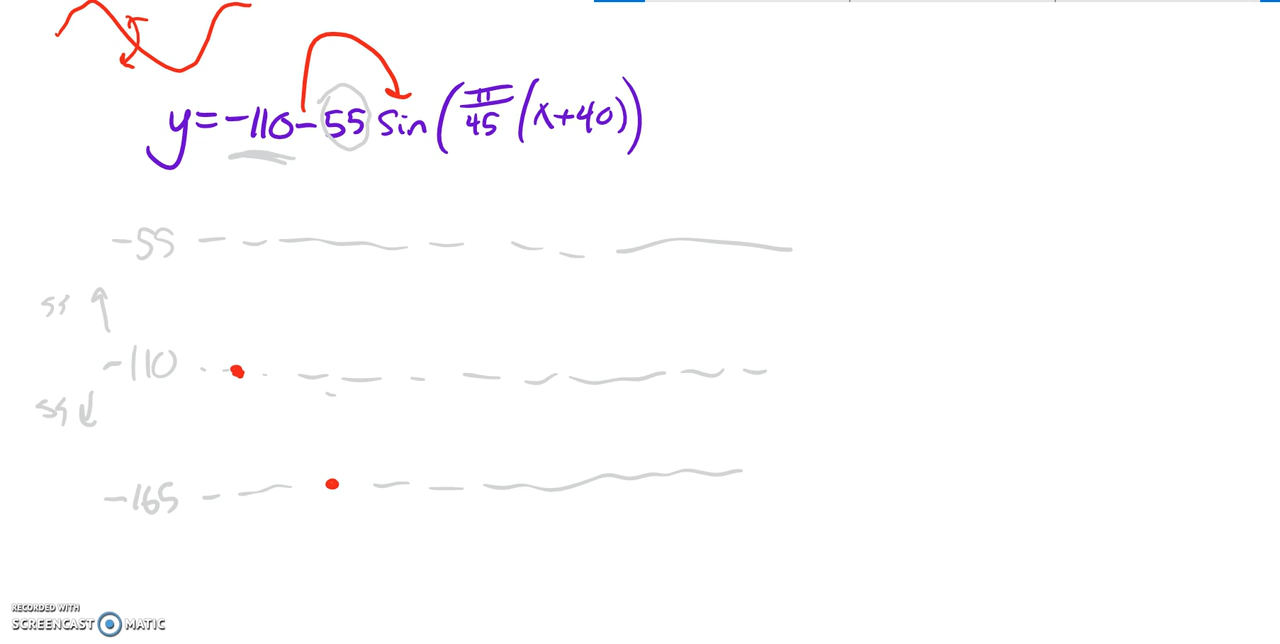 y = -110 - 55 sin(π/45 (x+40))
-55
55 ↑
-110
55 ↓
-165
RECORDED WITH
SCREENCAST MATIC